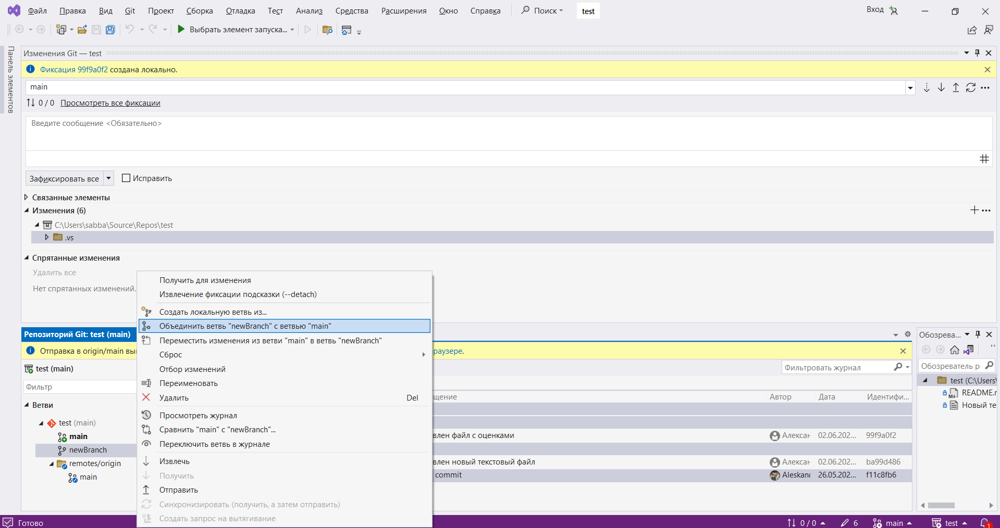 Файл Правка Вид Git Проект Сборка Отладка Тест Анализ Средства Расширения Окно Справка Поиск test Вход
Выбрать элемент запуска...
Панель элементов
Изменения Git — test
Фиксация 99f9a0f2 создана локально.
main
0 / 0 Просмотреть все фиксации
Введите сообщение <Обязательно>
Зафиксировать все Исправить
Связанные элементы
Изменения (6)
C:\Users\sabba\Source\Repos\test
.vs
Спрятанные изменения
Удалить все
Нет спрятанных изменений.
Получить для изменения
Извлечение фиксации подсказки (--detach)
Создать локальную ветвь из...
Объединить ветвь "newBranch" с ветвью "main"
Переместить изменения из ветви "main" в ветвь "newBranch"
Сброс
Отбор изменений
Переименовать
Удалить Del
Просмотреть журнал
Сравнить "main" с "newBranch"...
Переключить ветвь в журнале
Извлечь
Получить
Отправить
Синхронизировать (получить, а затем отправить)
Создать запрос на вытягивание
Репозиторий Git: test (main)
Отправка в origin/main вы
раузере.
test (main)
Фильтр
Ветви
test (main)
main
newBranch
remotes/origin
main
Фильтровать журнал
щение Автор Дата Идентифи...
влен файл с оценками Алексан 02.06.202... 99f9a0f2
влен новый текстовый файл Алексан 02.06.202... ba99d486
commit Aleskand 26.05.202... f11c8fb6
Обозрева...
Обозреватель р
test (C:\Users\
README.r
Новый те
Готово 0 / 0 6 main test 1